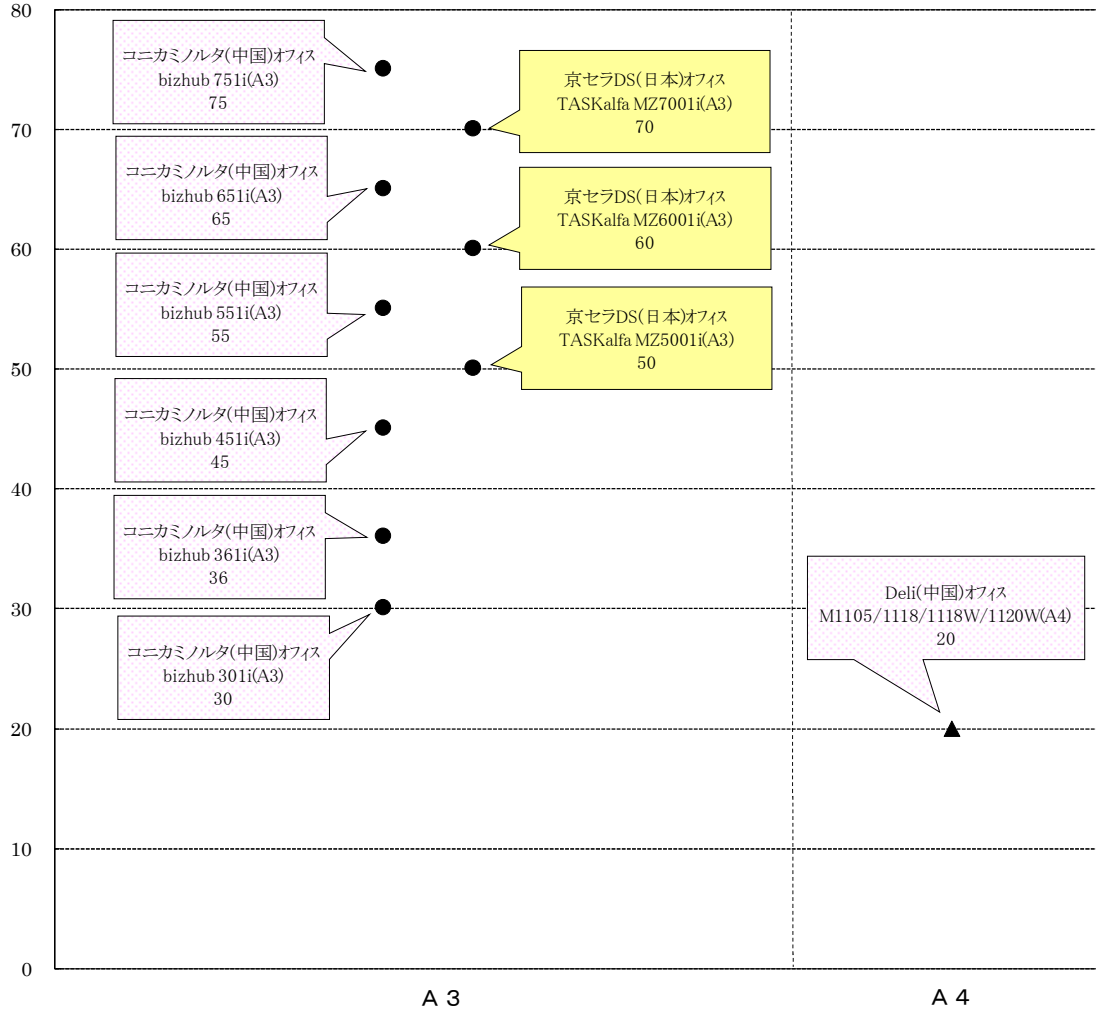 80
コニカミノルタ(中国)オフィス
bizhub 751i(A3)
75
京セラDS(日本)オフィス
TASKalfa MZ7001i(A3)
70
70
コニカミノルタ(中国)オフィス
bizhub 651i(A3)
65
京セラDS(日本)オフィス
TASKalfa MZ6001i(A3)
60
60
コニカミノルタ(中国)オフィス
bizhub 551i(A3)
55
京セラDS(日本)オフィス
TASKalfa MZ5001i(A3)
50
50
コニカミノルタ(中国)オフィス
bizhub 451i(A3)
45
40
コニカミノルタ(中国)オフィス
bizhub 361i(A3)
36
Deli(中国)オフィス
M1105/1118/1118W/1120W(A4)
20
30
コニカミノルタ(中国)オフィス
bizhub 301i(A3)
30
20
10
0
A 3
A 4